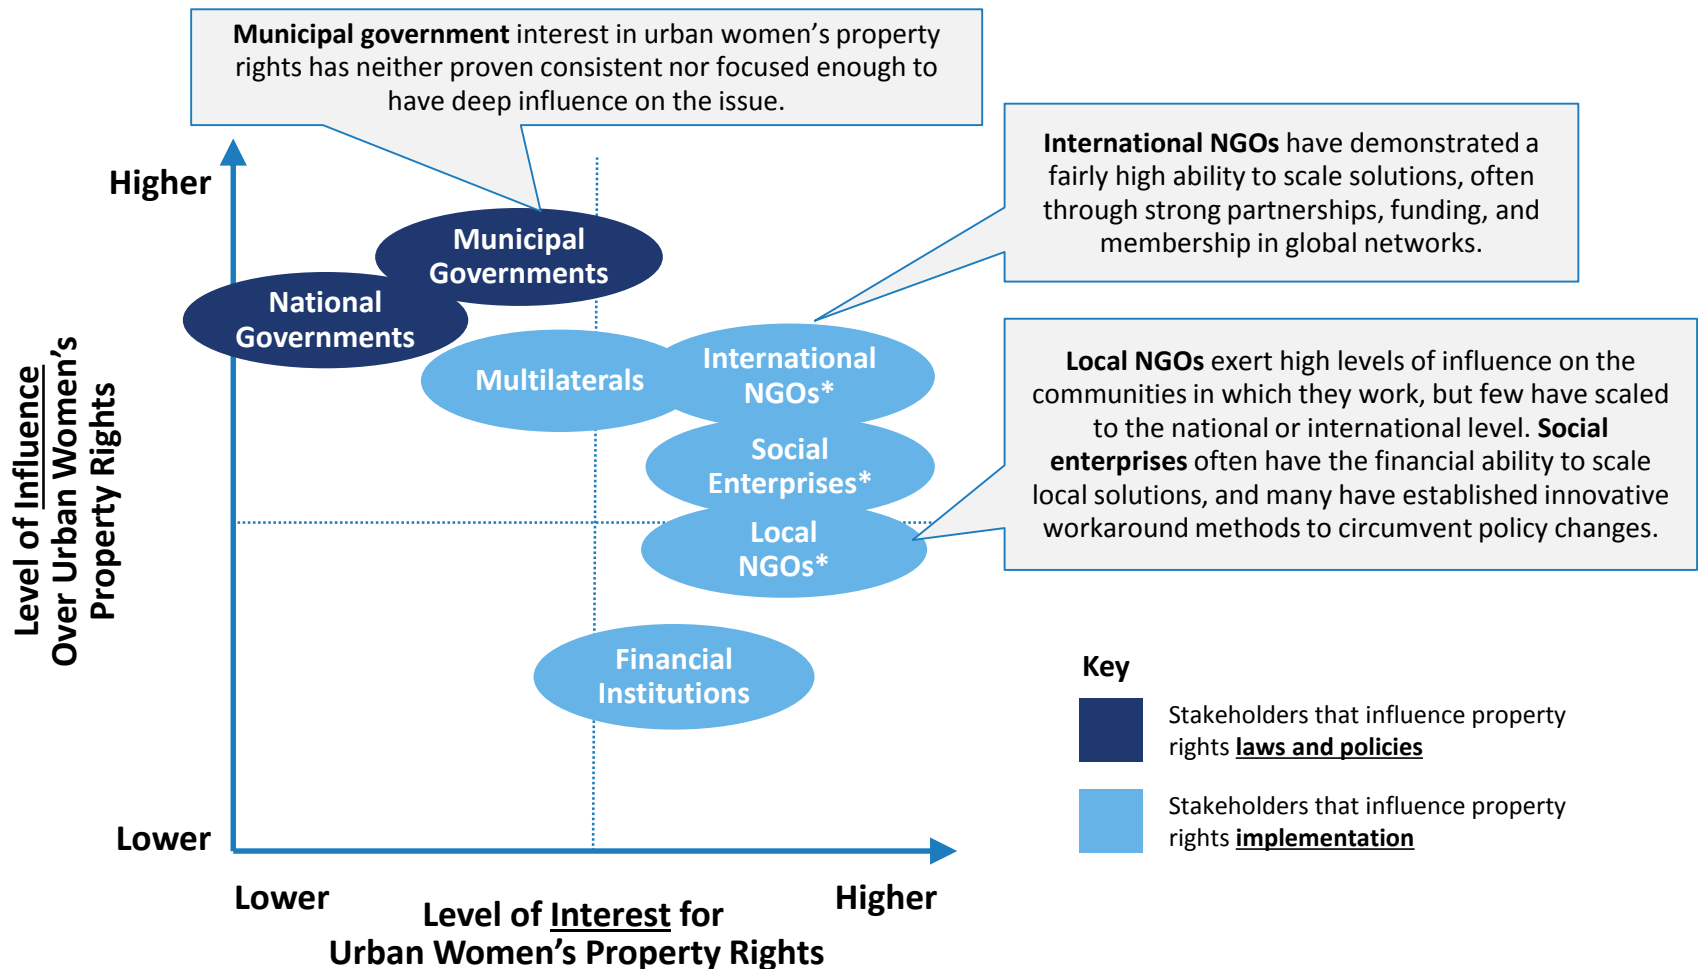 Municipal government interest in urban women’s property
rights has neither proven consistent nor focused enough to
have deep influence on the issue.
International NGOs have demonstrated a
fairly high ability to scale solutions, often
through strong partnerships, funding, and
membership in global networks.
Local NGOs exert high levels of influence on the
communities in which they work, but few have scaled
to the national or international level. Social
enterprises often have the financial ability to scale
local solutions, and many have established innovative
workaround methods to circumvent policy changes.
Level of Influence
Over Urban Women’s
Property Rights
Higher
Lower
Municipal
Governments
National
Governments
Multilaterals
International
NGOs*
Social
Enterprises*
Local
NGOs*
Financial
Institutions
Lower
Higher
Level of Interest for
Urban Women’s Property Rights
Key
Stakeholders that influence property
rights laws and policies
Stakeholders that influence property
rights implementation